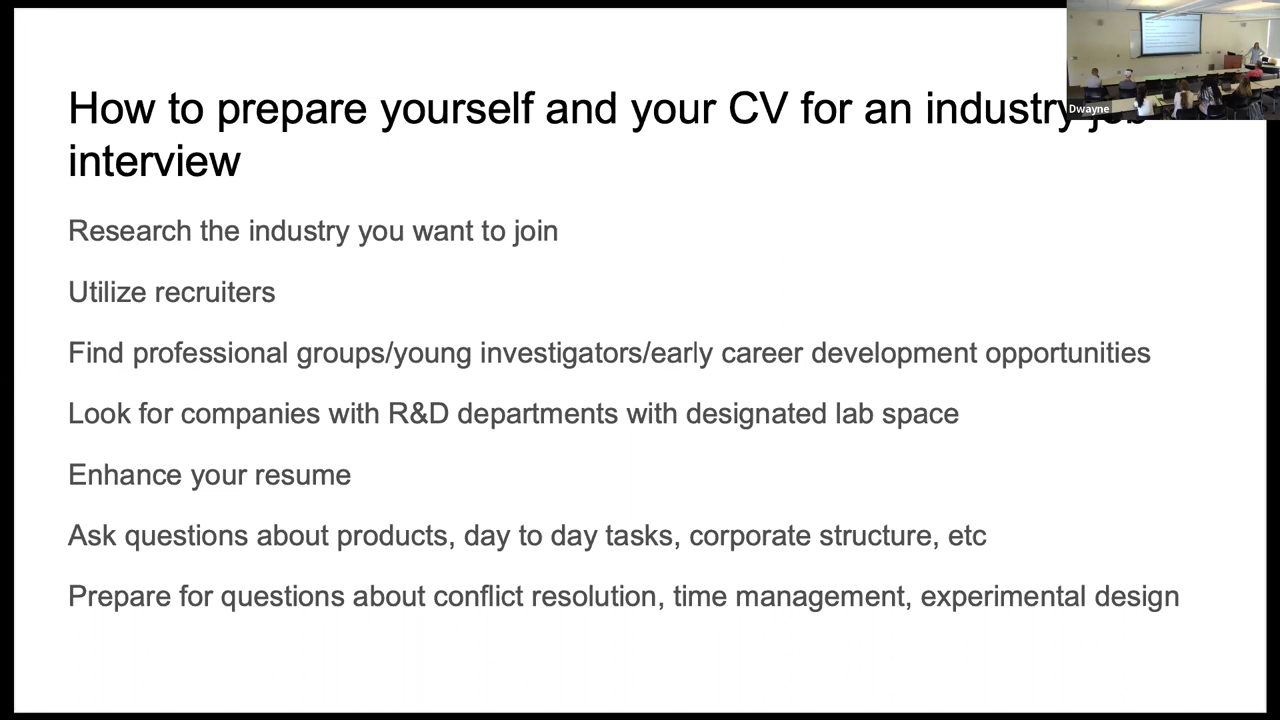 How to prepare yourself and your CV for an industry job
interview
Research the industry you want to join
Utilize recruiters
Find professional groups/young investigators/early career development opportunities
Look for companies with R&D departments with designated lab space
Enhance your resume
Ask questions about products, day to day tasks, corporate structure, etc
Prepare for questions about conflict resolution, time management, experimental design
Dwayne